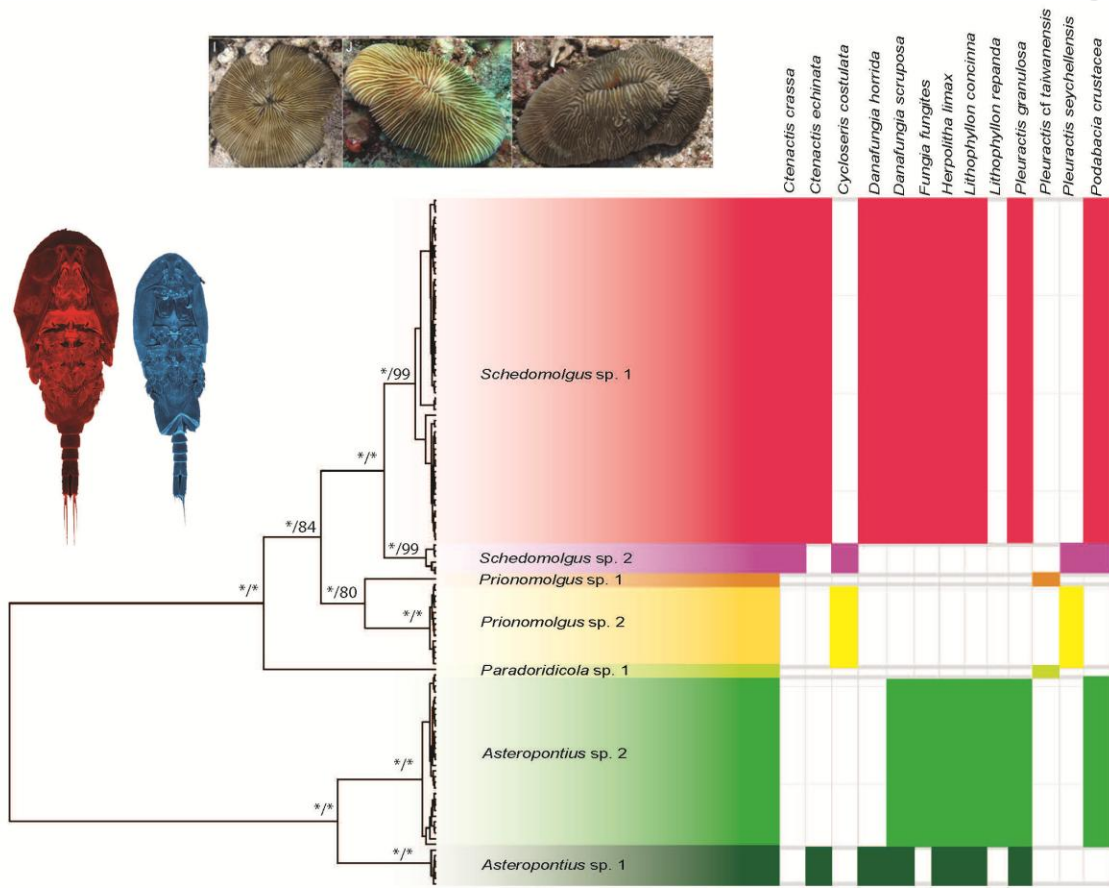 I J K
Ctenactis crassa
Ctenactis echinata
Cycloseris costulata
Danafungia horrida
Danafungia scruposa
Fungia fungites
Herpolitha limax
Lithophyllon concinna
Lithophyllon repanda
Pleuractis granulosa
Pleuractis cf taiwanensis
Pleuractis seychellensis
Podabacia crustacea
*/99
Schedomolgus sp. 1
*/*
*/84
*/99
Schedomolgus sp. 2
*/*
Prionomolgus sp. 1
*/80
*/*
Prionomolgus sp. 2
Paradoridicola sp. 1
*/*
Asteropontius sp. 2
*/*
*/*
Asteropontius sp. 1